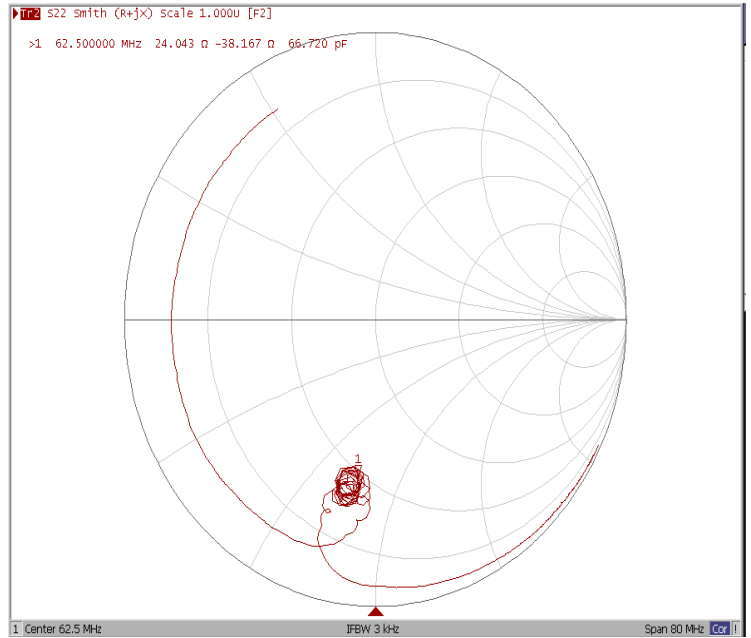 Tr2 S22 Smith (R+jX) Scale 1.000U [F2]
>1 62.500000 MHz 24.043 Ω -38.167 Ω 66.720 pF
1
1 Center 62.5 MHz IFBW 3 kHz Span 80 MHz Cor !